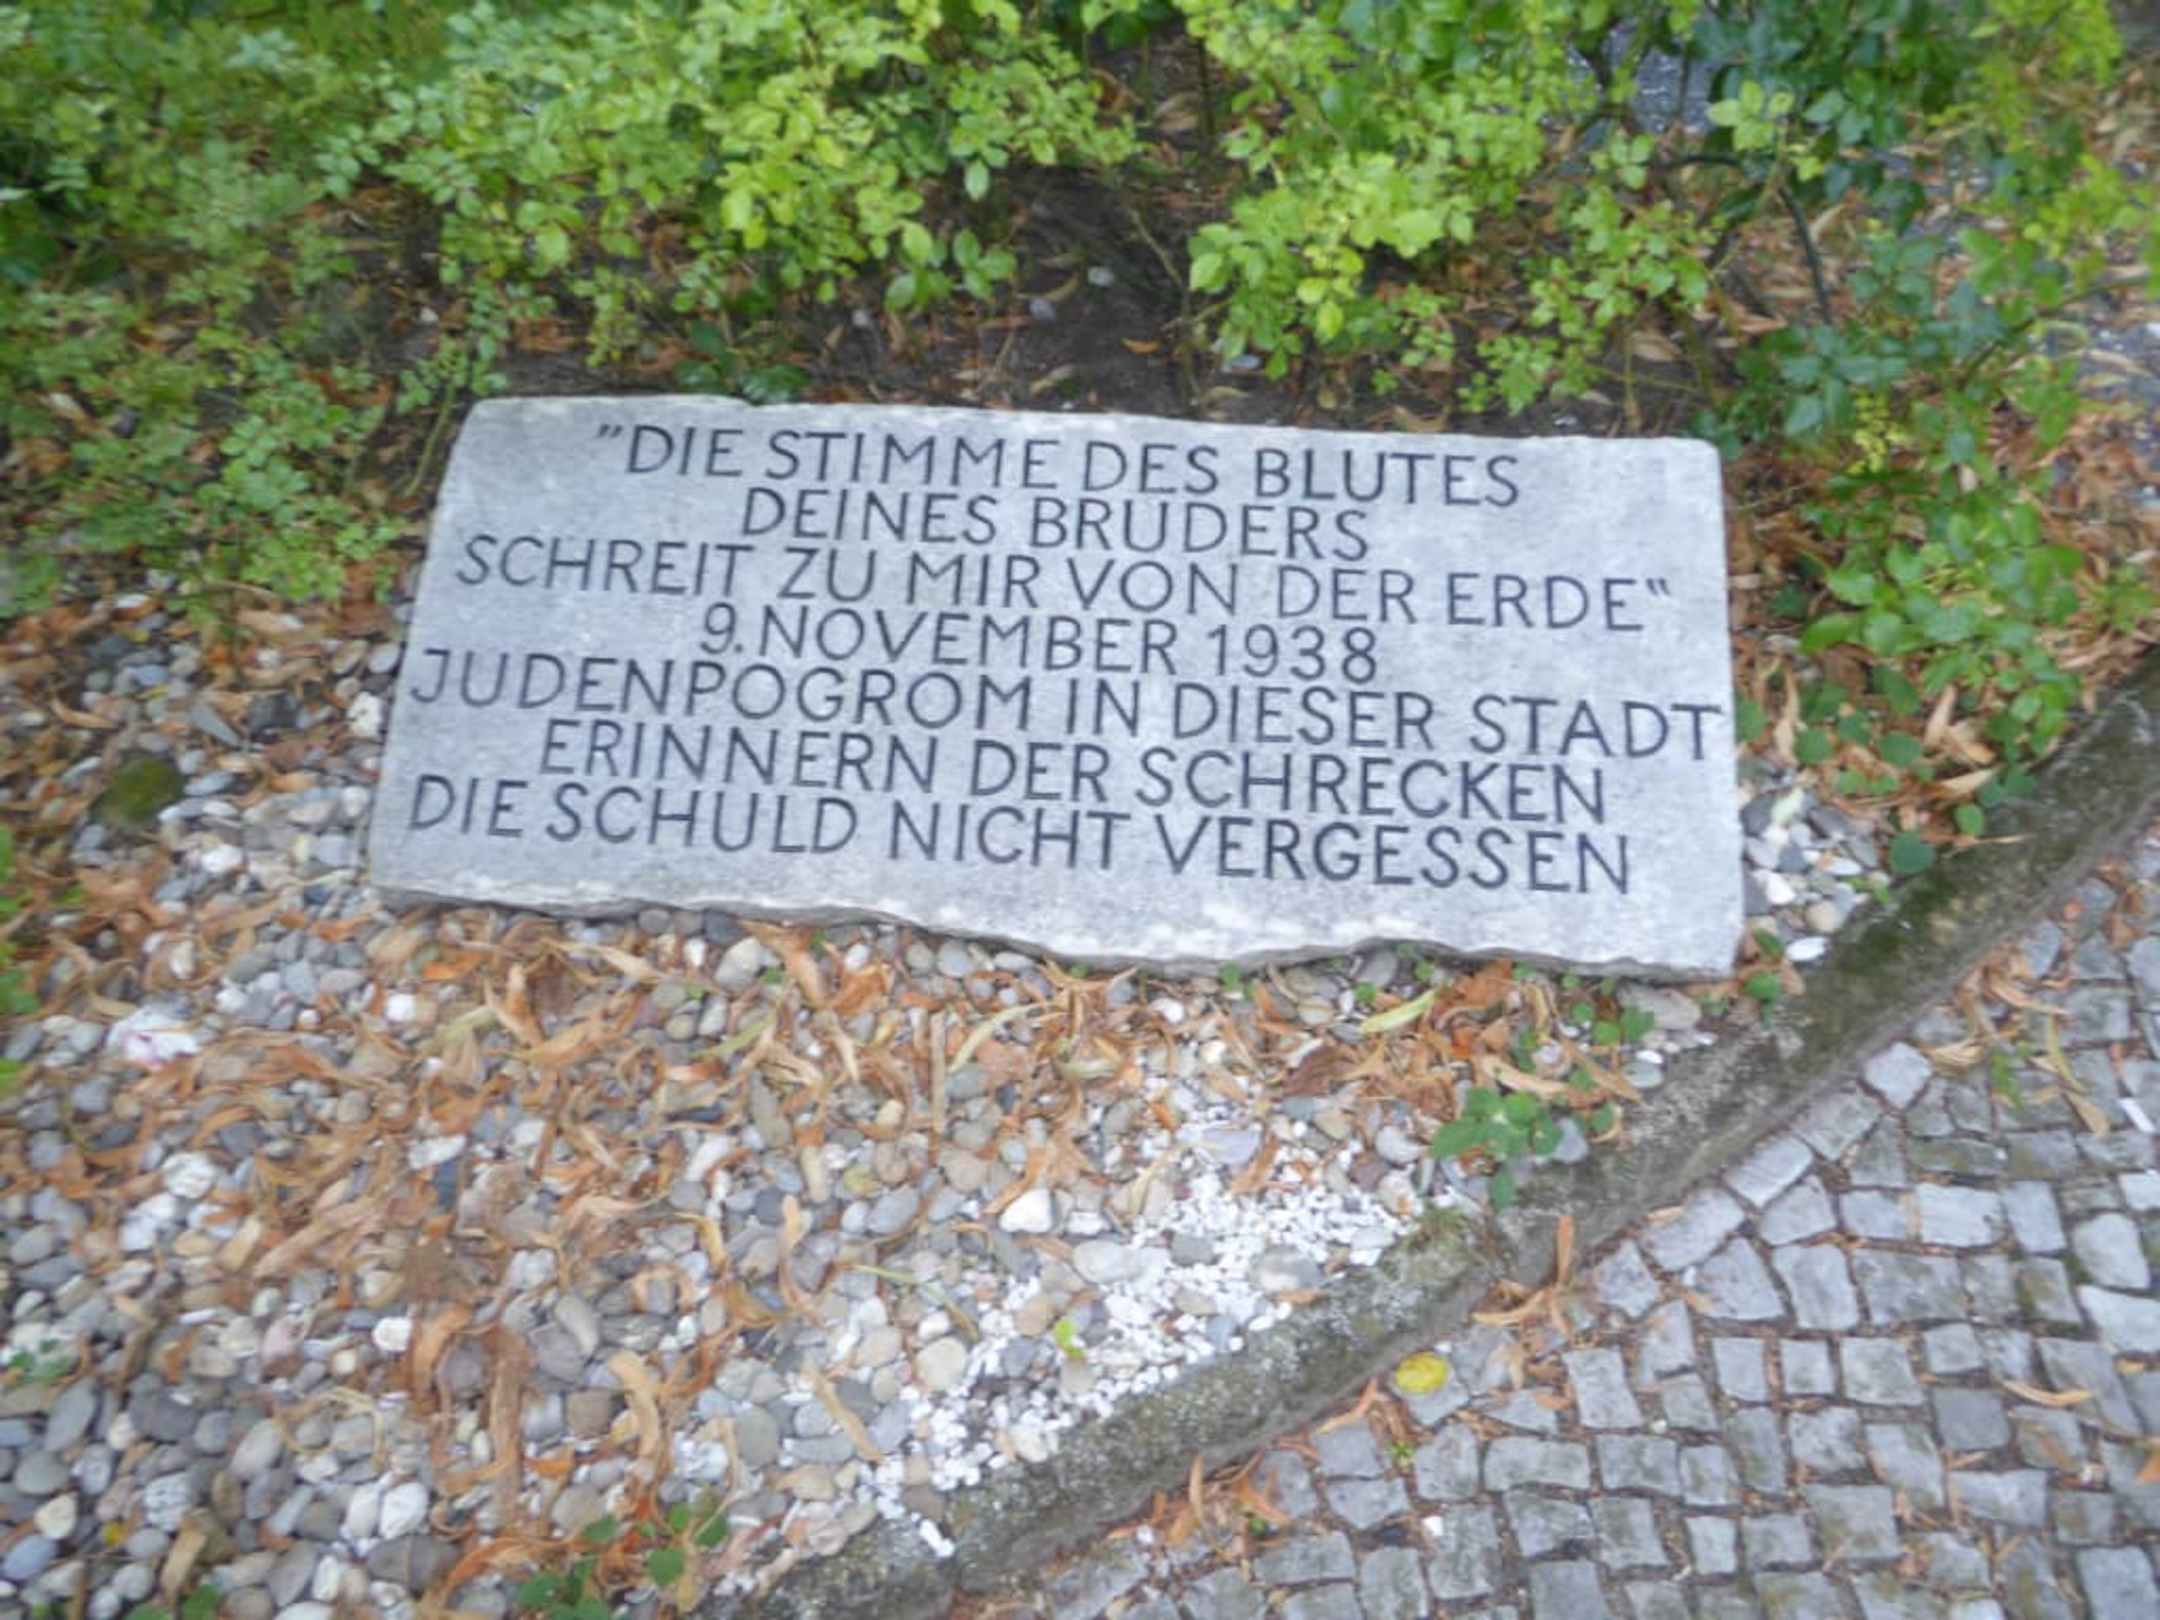 "DIE STIMME DES BLUTES
DEINES BRUDERS
SCHREIT ZU MIR VON DER ERDE"
9. NOVEMBER 1938
JUDENPOGROM IN DIESER STADT
ERINNERN DER SCHRECKEN
DIE SCHULD NICHT VERGESSEN